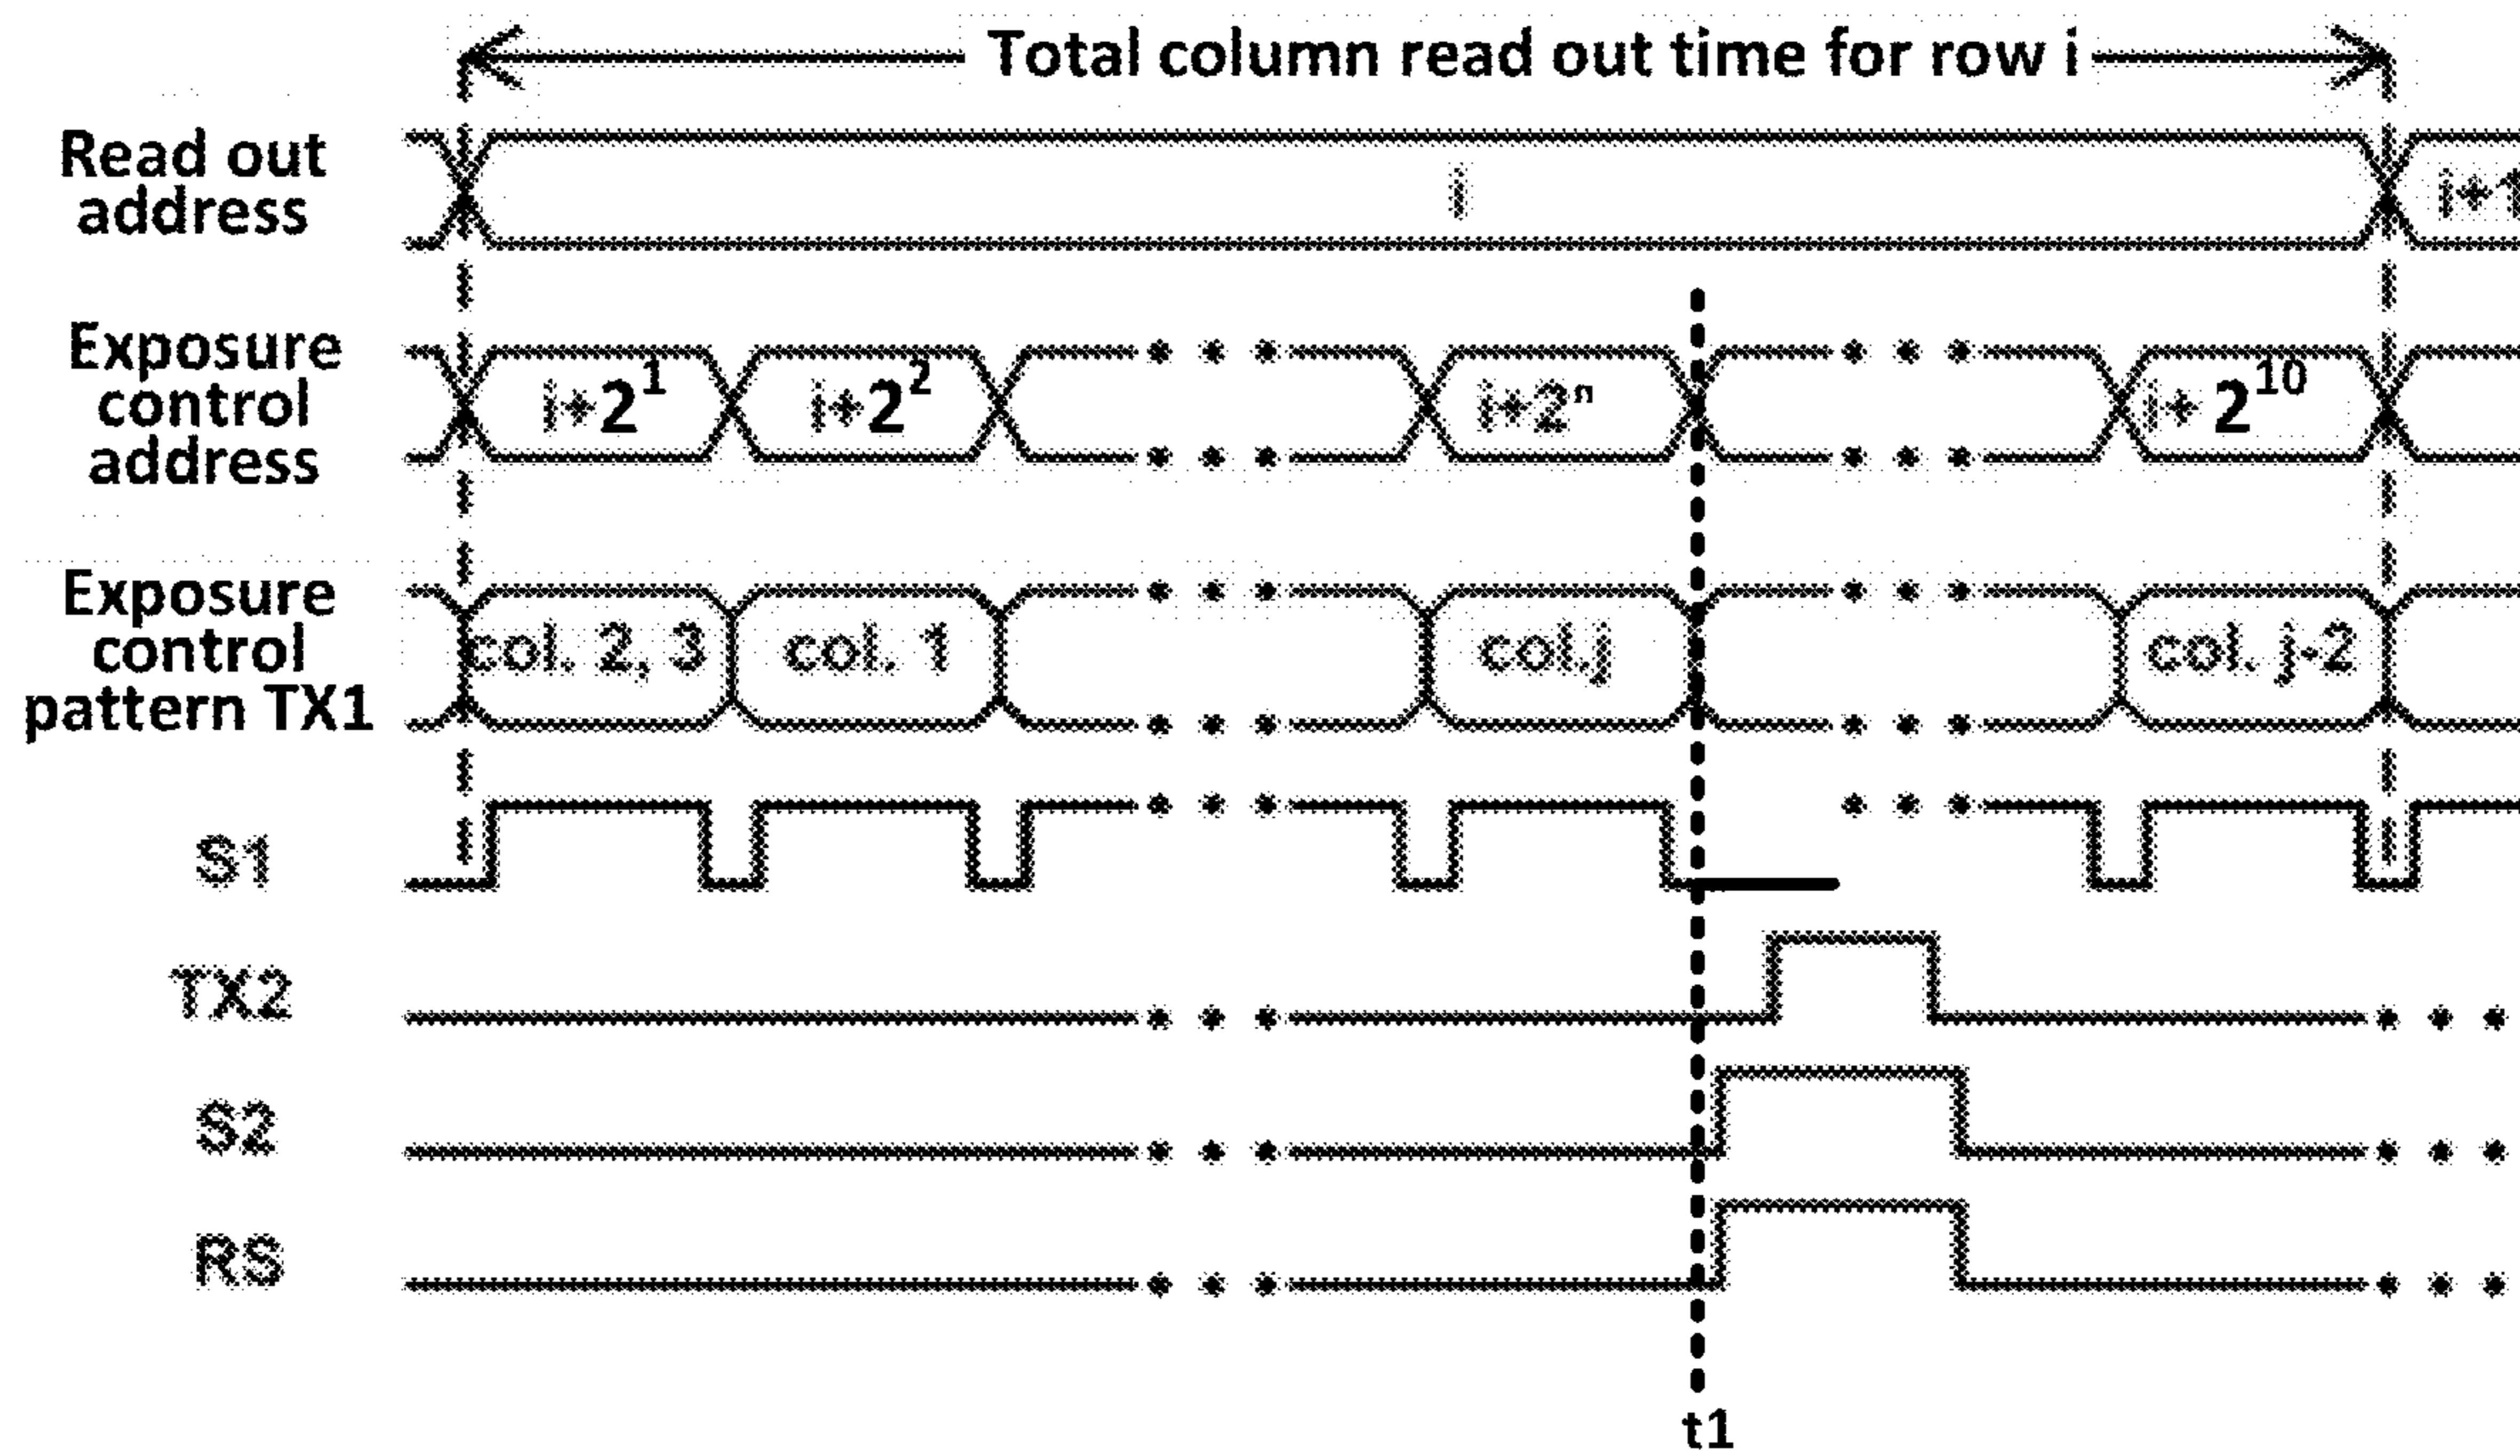 Total column read out time for row i
Read out
address
i
i+1
Exposure
control
address
i+2¹
i+2²
i+2ⁿ
i+ 2¹⁰
Exposure
control
pattern TX1
col. 2, 3
col. 1
col.j
col. j-2
S1
TX2
S2
RS
t1